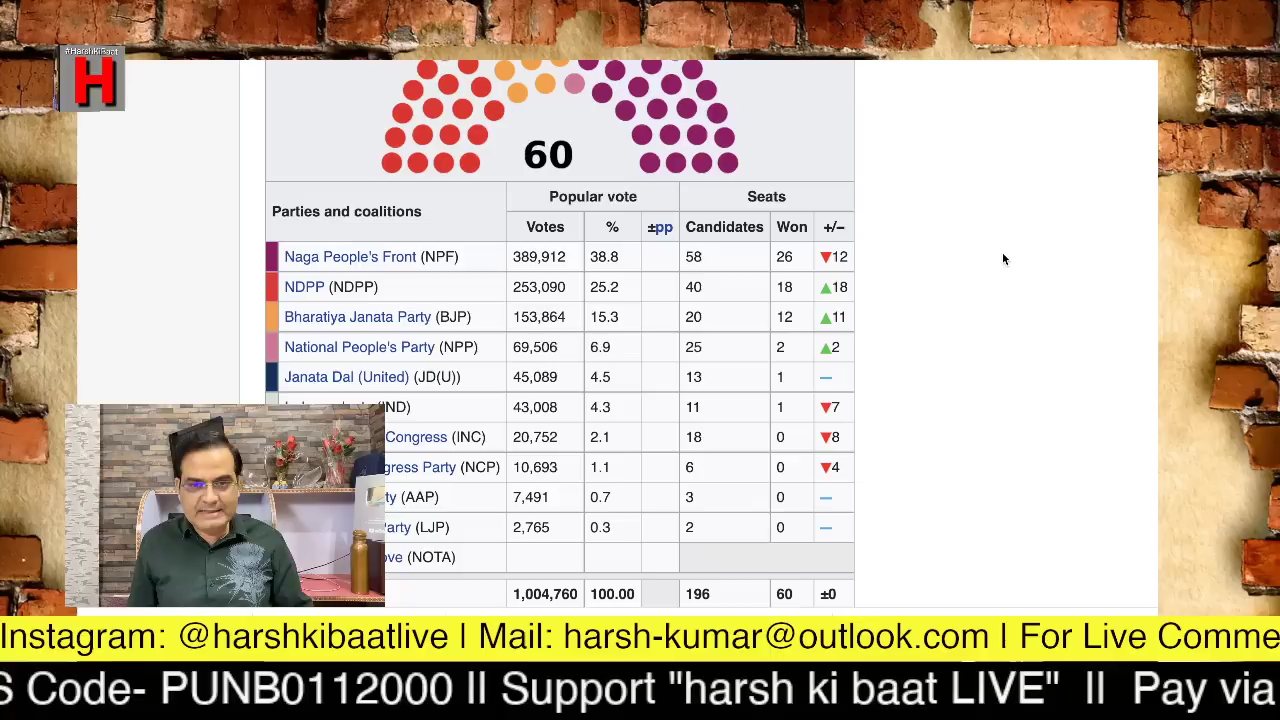 #HarshKiBaat
H
60
Parties and coalitions Popular vote Seats
Votes % ±pp Candidates Won +/−
Naga People's Front (NPF) 389,912 38.8 58 26 ▼12
NDPP (NDPP) 253,090 25.2 40 18 ▲18
Bharatiya Janata Party (BJP) 153,864 15.3 20 12 ▲11
National People's Party (NPP) 69,506 6.9 25 2 ▲2
Janata Dal (United) (JD(U)) 45,089 4.5 13 1 –
(IND) 43,008 4.3 11 1 ▼7
Congress (INC) 20,752 2.1 18 0 ▼8
gress Party (NCP) 10,693 1.1 6 0 ▼4
ty (AAP) 7,491 0.7 3 0 –
arty (LJP) 2,765 0.3 2 0 –
ove (NOTA)
1,004,760 100.00 196 60 ±0
Instagram: @harshkibaatlive | Mail: harsh-kumar@outlook.com | For Live Comme
S Code- PUNB0112000 II Support "harsh ki baat LIVE" II Pay via